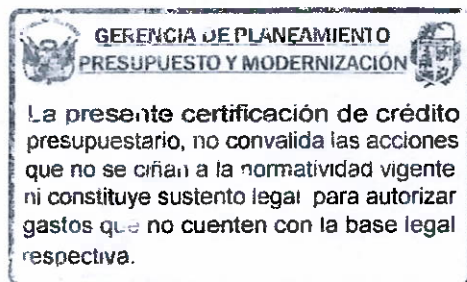 GERENCIA DE PLANEAMIENTO
PRESUPUESTO Y MODERNIZACIÓN
La presente certificación de crédito
presupuestario, no convalida las acciones
que no se ciñan a la normatividad vigente
ni constituye sustento legal para autorizar
gastos que no cuenten con la base legal
respectiva.